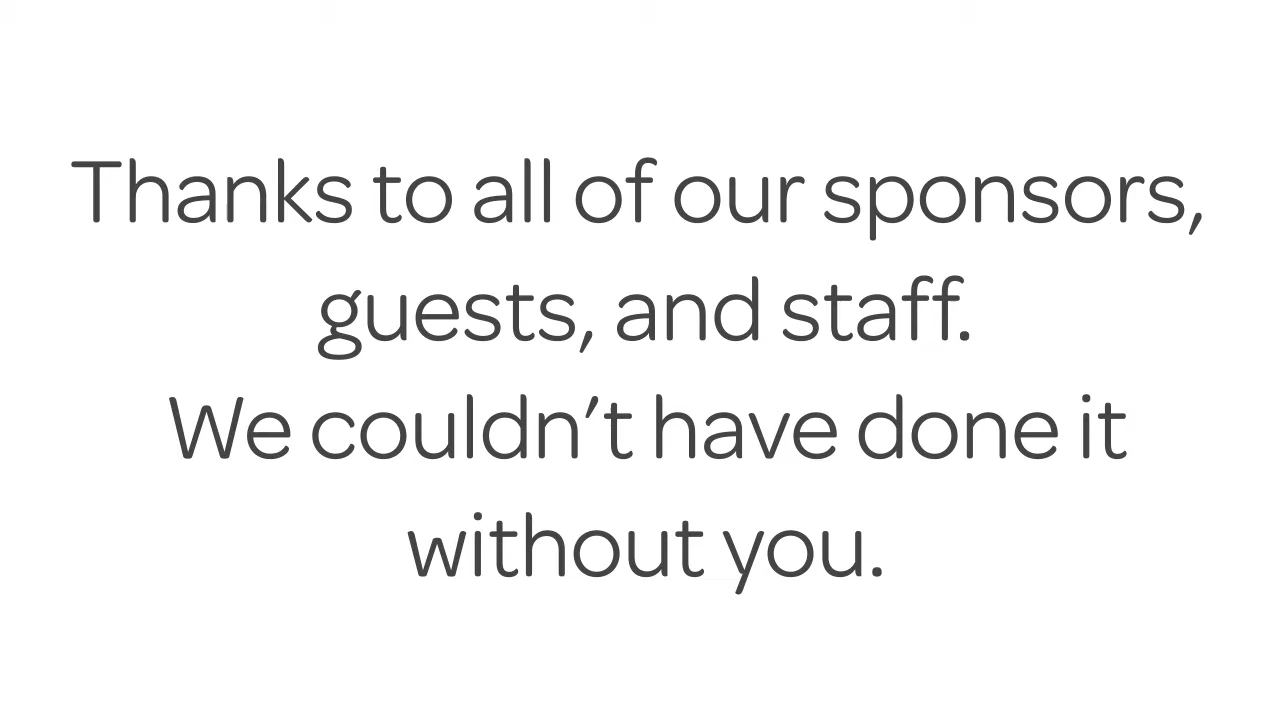 Thanks to all of our sponsors,
guests, and staff.
We couldn’t have done it
without you.